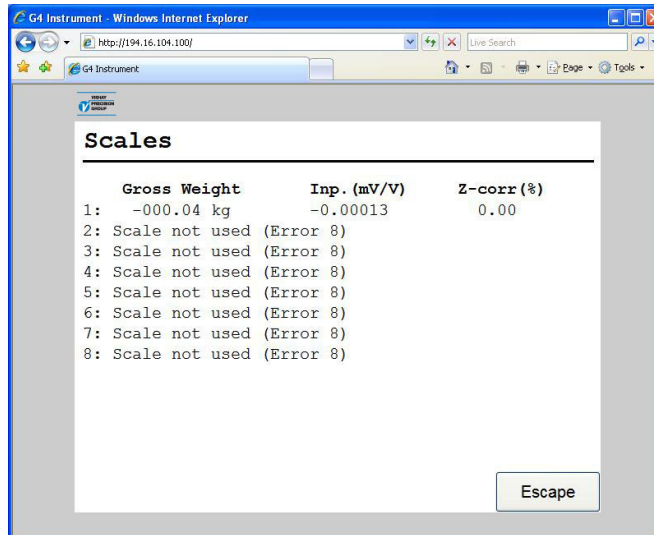 G4 Instrument - Windows Internet Explorer
http://194.16.104.100/ Live Search
G4 Instrument Page Tools
VISHAY
PRECISION
GROUP
Scales
Gross Weight Inp.(mV/V) Z-corr(%)
1: -000.04 kg -0.00013 0.00
2: Scale not used (Error 8)
3: Scale not used (Error 8)
4: Scale not used (Error 8)
5: Scale not used (Error 8)
6: Scale not used (Error 8)
7: Scale not used (Error 8)
8: Scale not used (Error 8)
Escape